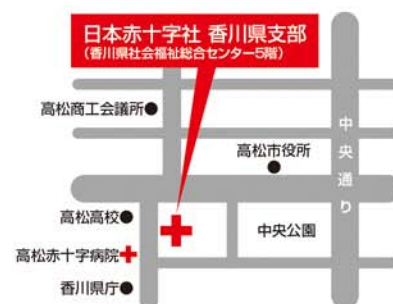 日本赤十字社 香川県支部
(香川県社会福祉総合センター5階)
高松商工会議所
中央通り
高松市役所
高松高校
中央公園
高松赤十字病院
香川県庁